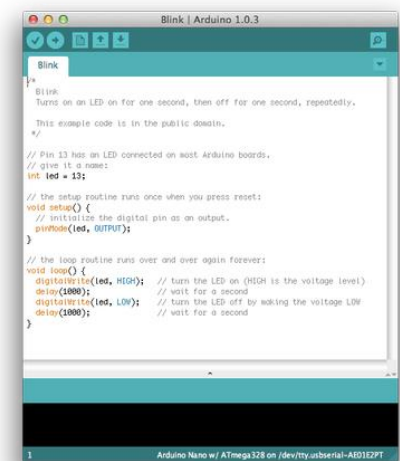 Blink | Arduino 1.0.3
Blink
/*
  Blink
  Turns on an LED on for one second, then off for one second, repeatedly.

  This example code is in the public domain.
 */

// Pin 13 has an LED connected on most Arduino boards.
// give it a name:
int led = 13;

// the setup routine runs once when you press reset:
void setup() {
  // initialize the digital pin as an output.
  pinMode(led, OUTPUT);
}

// the loop routine runs over and over again forever:
void loop() {
  digitalWrite(led, HIGH);   // turn the LED on (HIGH is the voltage level)
  delay(1000);               // wait for a second
  digitalWrite(led, LOW);    // turn the LED off by making the voltage LOW
  delay(1000);               // wait for a second
}
1 Arduino Nano w/ ATmega328 on /dev/tty.usbserial-AE01E2PT